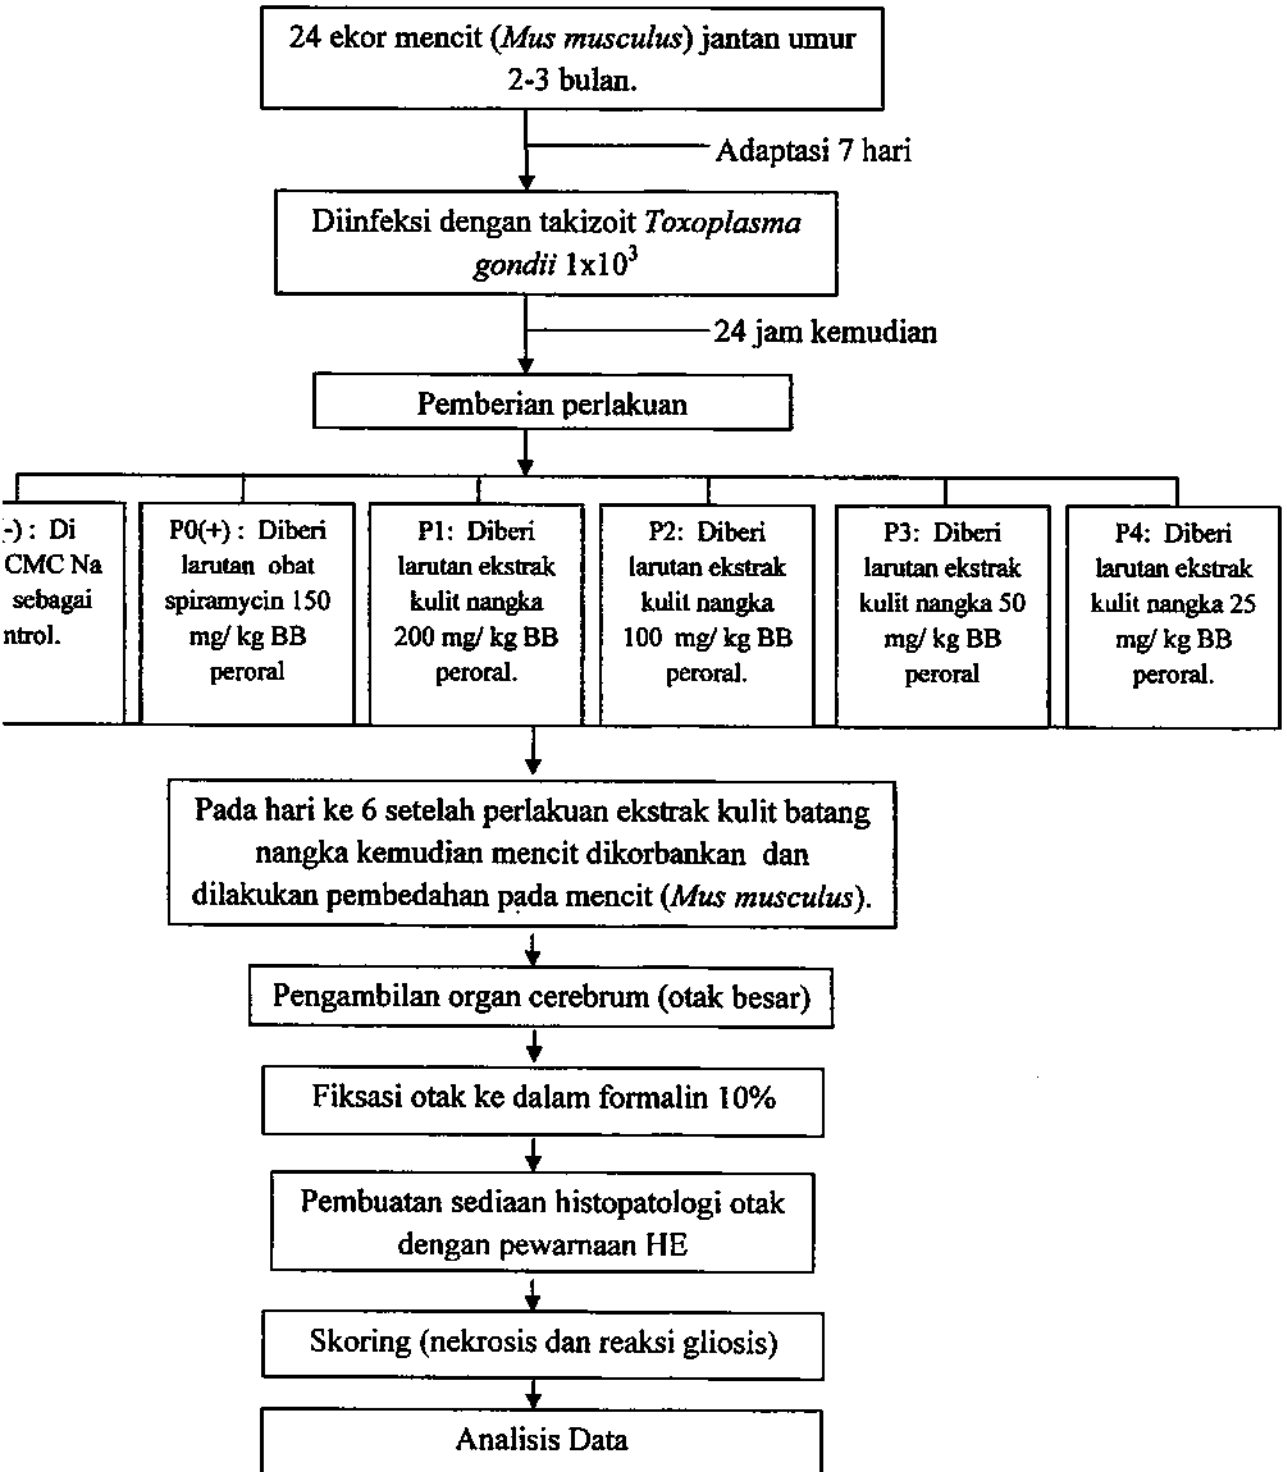 24 ekor mencit (Mus musculus) jantan umur
2-3 bulan.
Adaptasi 7 hari
Diinfeksi dengan takizoit Toxoplasma
gondii 1x10³
24 jam kemudian
Pemberian perlakuan
-) : Di
CMC Na
sebagai
ntrol.
P0(+) : Diberi
larutan obat
spiramycin 150
mg/ kg BB
peroral
P1: Diberi
larutan ekstrak
kulit nangka
200 mg/ kg BB
peroral.
P2: Diberi
larutan ekstrak
kulit nangka
100 mg/ kg BB
peroral.
P3: Diberi
larutan ekstrak
kulit nangka 50
mg/ kg BB
peroral
P4: Diberi
larutan ekstrak
kulit nangka 25
mg/ kg BB
peroral.
Pada hari ke 6 setelah perlakuan ekstrak kulit batang
nangka kemudian mencit dikorbankan dan
dilakukan pembedahan pada mencit (Mus musculus).
Pengambilan organ cerebrum (otak besar)
Fiksasi otak ke dalam formalin 10%
Pembuatan sediaan histopatologi otak
dengan pewarnaan HE
Skoring (nekrosis dan reaksi gliosis)
Analisis Data